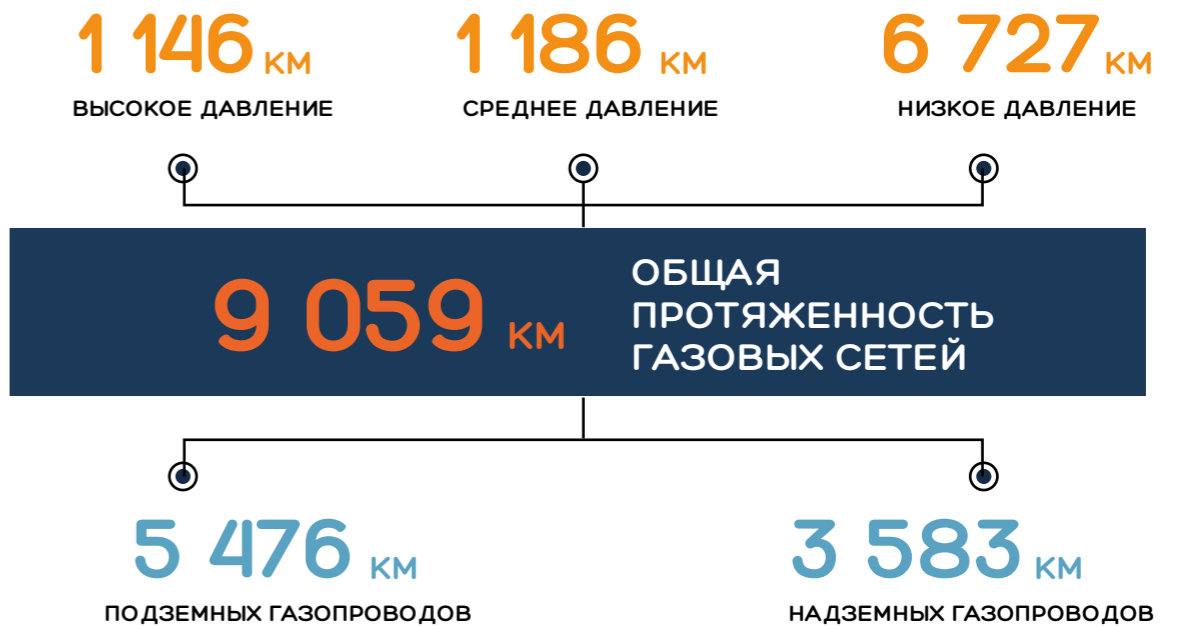 1 146 КМ
ВЫСОКОЕ ДАВЛЕНИЕ
1 186 КМ
СРЕДНЕЕ ДАВЛЕНИЕ
6 727 КМ
НИЗКОЕ ДАВЛЕНИЕ
9 059 КМ
ОБЩАЯ
ПРОТЯЖЕННОСТЬ
ГАЗОВЫХ СЕТЕЙ
5 476 КМ
ПОДЗЕМНЫХ ГАЗОПРОВОДОВ
3 583 КМ
НАДЗЕМНЫХ ГАЗОПРОВОДОВ